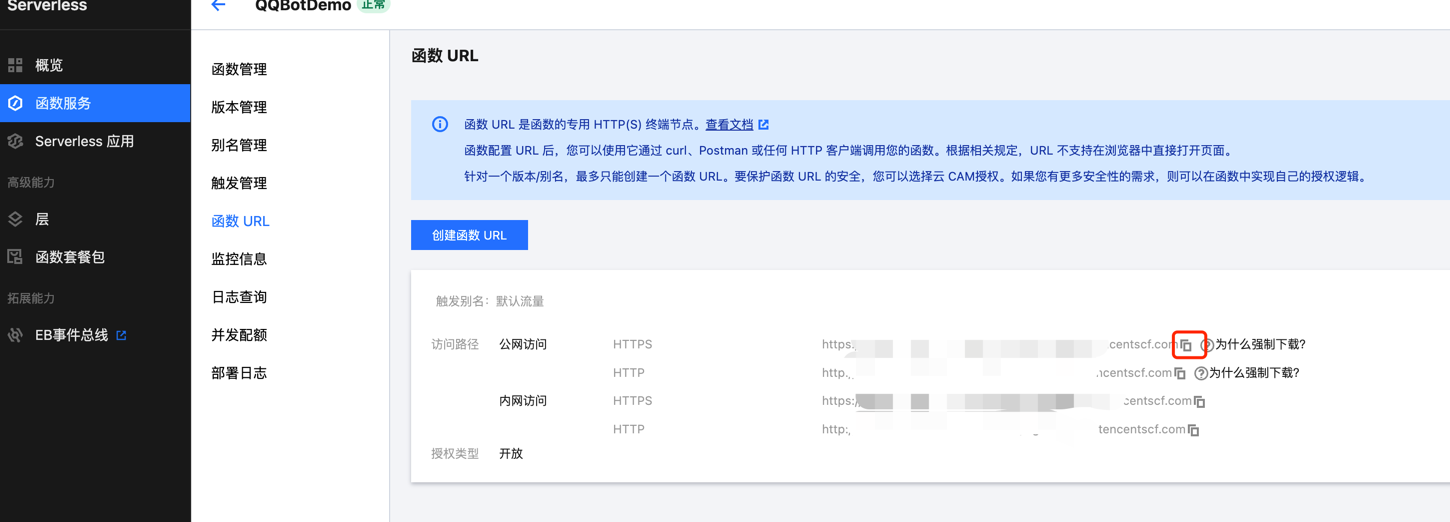 Serverless
QQBotDemo 正常
概览
函数服务
Serverless 应用
高级能力
层
函数套餐包
拓展能力
EB事件总线
函数管理
版本管理
别名管理
触发管理
函数 URL
监控信息
日志查询
并发配额
部署日志
函数 URL
函数 URL 是函数的专用 HTTP(S) 终端节点。查看文档
函数配置 URL 后，您可以使用它通过 curl、Postman 或任何 HTTP 客户端调用您的函数。根据相关规定，URL 不支持在浏览器中直接打开页面。
针对一个版本/别名，最多只能创建一个函数 URL。要保护函数 URL 的安全，您可以选择云 CAM授权。如果您有更多安全性的需求，则可以在函数中实现自己的授权逻辑。
创建函数 URL
触发别名：默认流量
访问路径 公网访问 HTTPS https: centscf.com 为什么强制下载?
HTTP http: ncentscf.com 为什么强制下载?
内网访问 HTTPS https:/ centscf.com
HTTP http: tencentscf.com
授权类型 开放